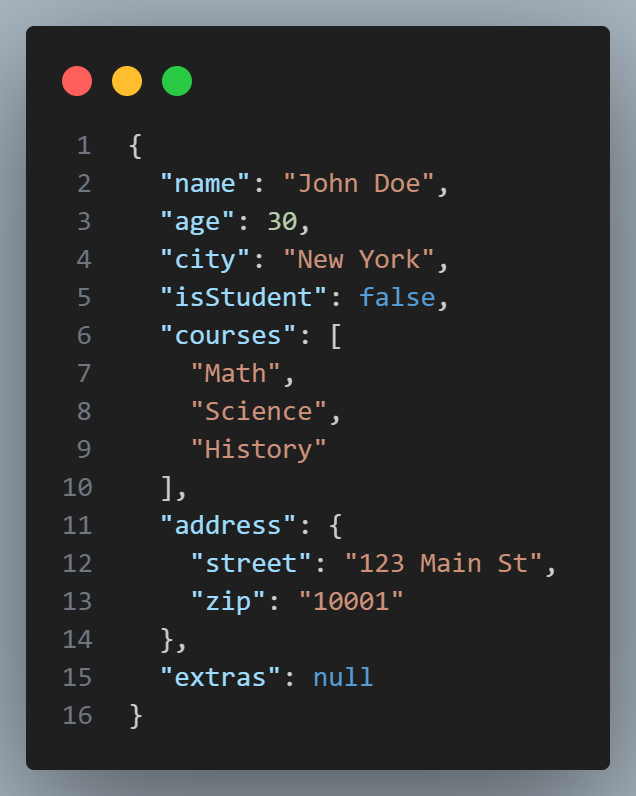 1 {
2   "name": "John Doe",
3   "age": 30,
4   "city": "New York",
5   "isStudent": false,
6   "courses": [
7     "Math",
8     "Science",
9     "History"
10   ],
11   "address": {
12     "street": "123 Main St",
13     "zip": "10001"
14   },
15   "extras": null
16 }